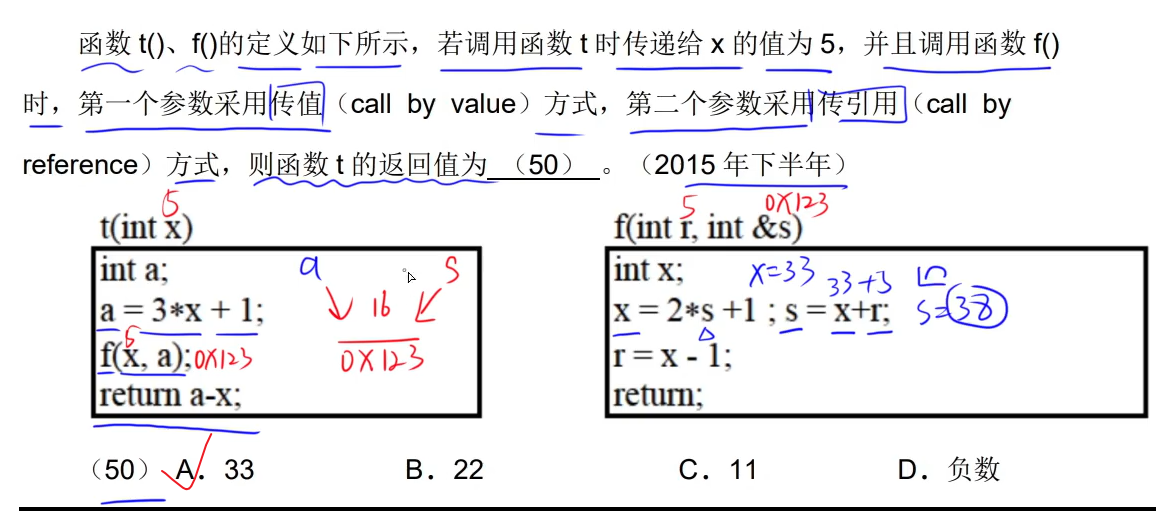 函数 t()、f()的定义如下所示，若调用函数 t 时传递给 x 的值为 5，并且调用函数 f()
时，第一个参数采用传值（call by value）方式，第二个参数采用传引用（call by
reference）方式，则函数 t 的返回值为 （50） 。（2015 年下半年）
5
5 0X123
t(int x)
f(int r, int &s)
int a;
a S
a = 3*x + 1;
16
5
f(x, a); 0X123
0X123
return a-x;
int x;
x=33 33+5
x = 2*s +1 ; s = x+r;
s=38
r = x - 1;
return;
（50） A．33 B．22 C．11 D．负数